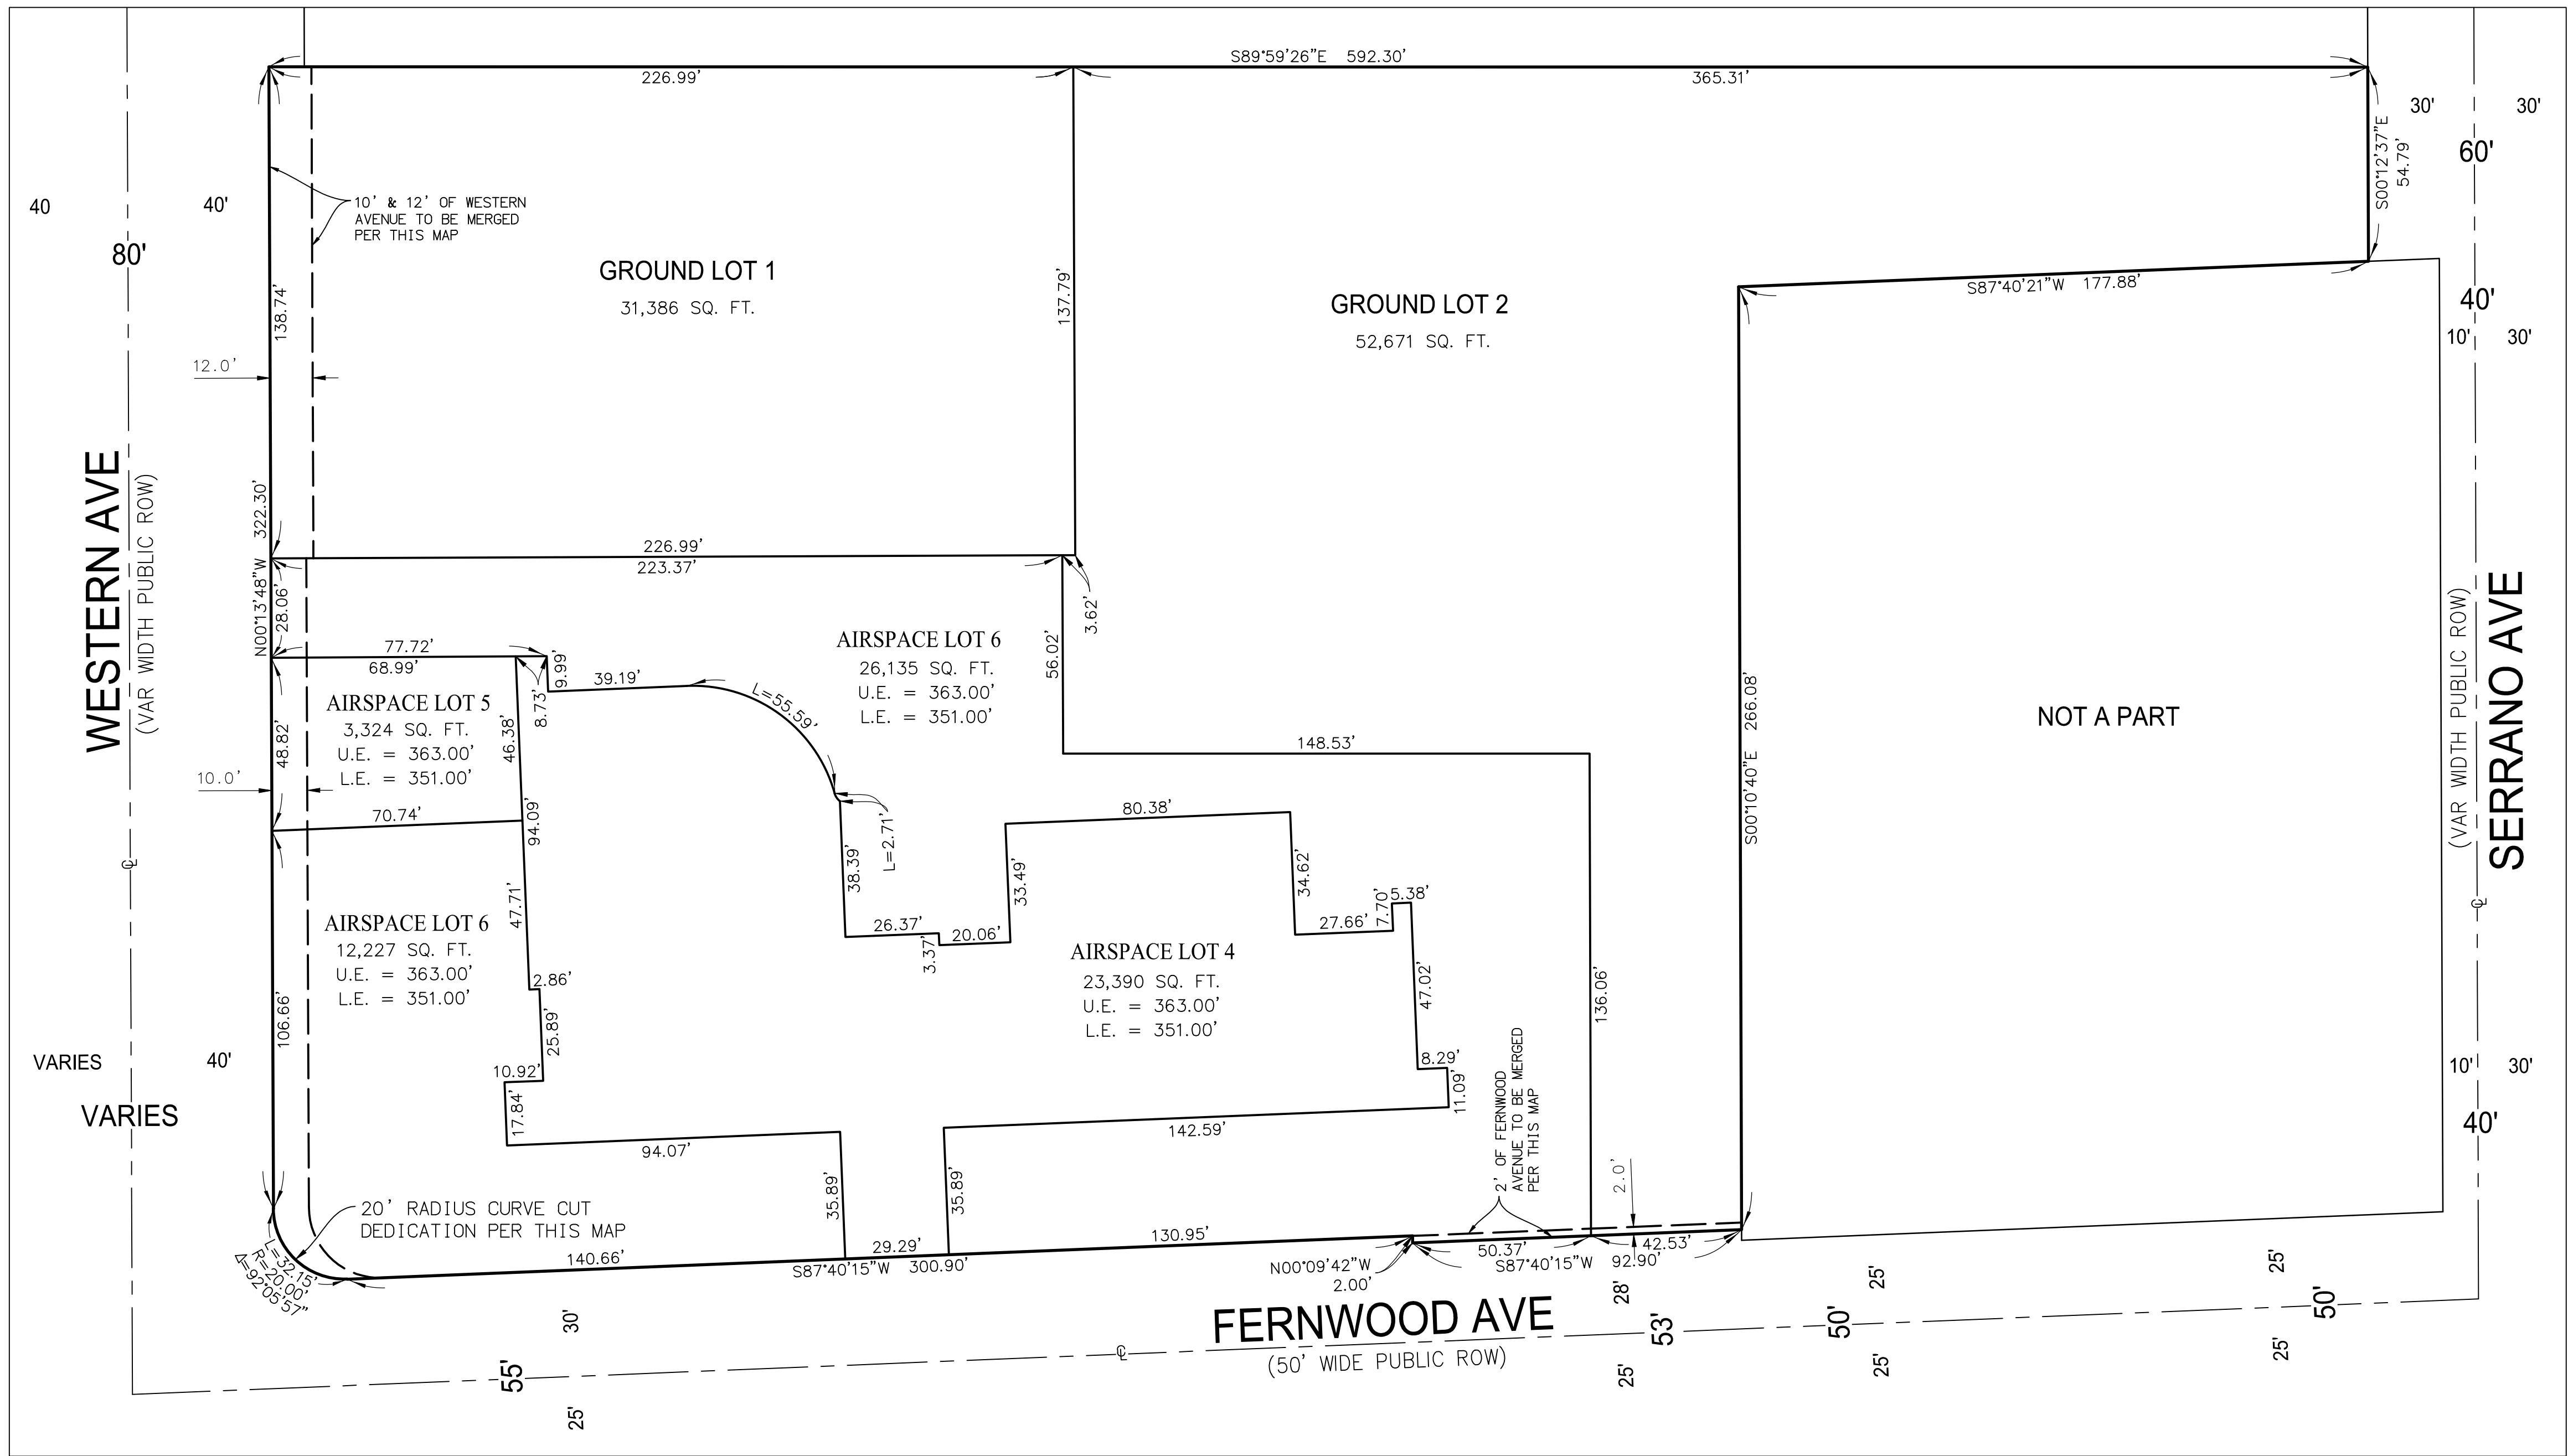 S89°59'26"E 592.30'
226.99'
365.31'
30'
30'
60'
S00°12'37"E
54.79'
40
40'
80'
10' & 12' OF WESTERN
AVENUE TO BE MERGED
PER THIS MAP
GROUND LOT 1
31,386 SQ. FT.
138.74'
137.79'
GROUND LOT 2
52,671 SQ. FT.
S87°40'21"W 177.88'
40'
10'
30'
12.0'
WESTERN AVE
(VAR WIDTH PUBLIC ROW)
N00°13'48"W 322.30'
226.99'
223.37'
28.06'
3.62'
56.02'
77.72'
68.99'
9.99'
8.73'
39.19'
L=55.59'
AIRSPACE LOT 6
26,135 SQ. FT.
U.E. = 363.00'
L.E. = 351.00'
AIRSPACE LOT 5
3,324 SQ. FT.
U.E. = 363.00'
L.E. = 351.00'
48.82'
46.38'
10.0'
148.53'
S00°10'40"E 266.08'
NOT A PART
(VAR WIDTH PUBLIC ROW)
SERRANO AVE
70.74'
94.09'
L=2.71'
38.39'
80.38'
33.49'
34.62'
℄
℄
AIRSPACE LOT 6
12,227 SQ. FT.
U.E. = 363.00'
L.E. = 351.00'
47.71'
26.37'
3.37'
20.06'
27.66'
7.70'
5.38'
AIRSPACE LOT 4
23,390 SQ. FT.
U.E. = 363.00'
L.E. = 351.00'
47.02'
136.06'
2.86'
25.89'
106.66'
VARIES
40'
VARIES
10.92'
17.84'
94.07'
8.29'
11.09'
142.59'
2' OF FERNWOOD
AVENUE TO BE MERGED
PER THIS MAP
2.0'
10'
30'
40'
35.89'
35.89'
20' RADIUS CURVE CUT
DEDICATION PER THIS MAP
L=32.15'
R=20.00'
Δ=92°05'57"
140.66'
29.29'
130.95'
S87°40'15"W 300.90'
N00°09'42"W
2.00'
50.37'
42.53'
S87°40'15"W 92.90'
28'
25'
25'
30'
FERNWOOD AVE
(50' WIDE PUBLIC ROW)
℄
55'
53'
50'
50'
25'
25'
25'
25'